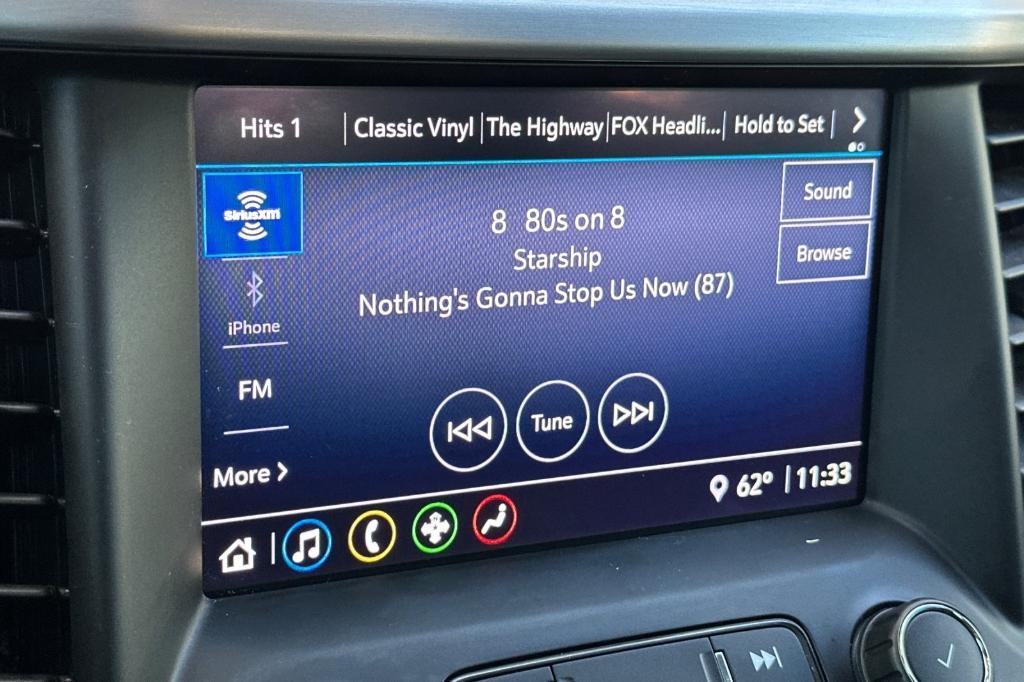 Hits 1 Classic Vinyl The Highway FOX Headli... Hold to Set
SiriusXM
8 80s on 8
Starship
Nothing's Gonna Stop Us Now (87)
Sound
Browse
iPhone
FM
More
Tune
62° 11:33